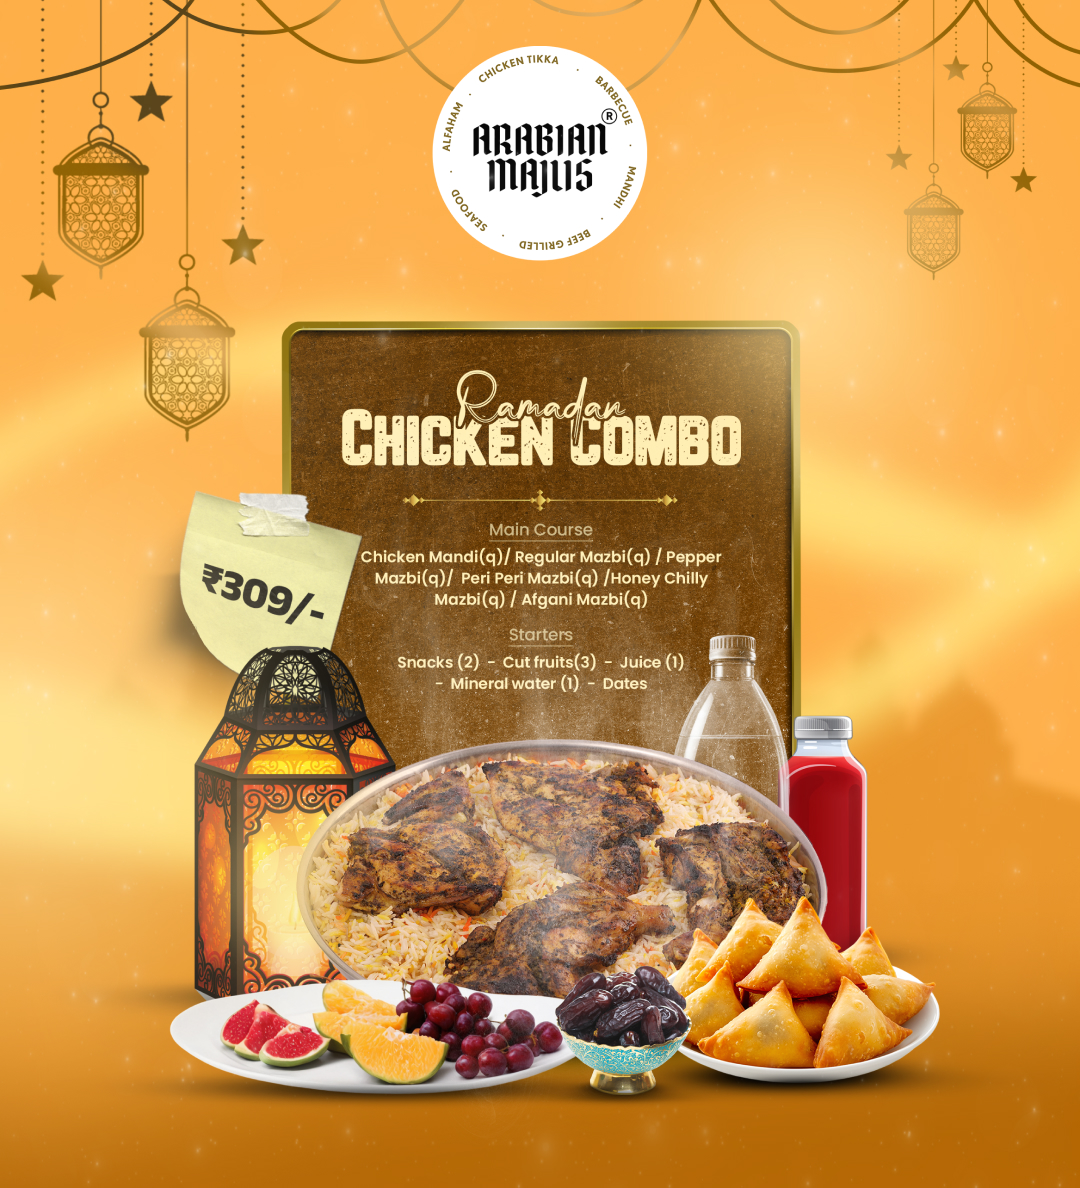 CHICKEN TIKKA · BARBECUE · MANDHI · BEEF GRILLED · SEAFOOD · ALFAHAM ·
ARABIAN ®
MAJLIS
Ramadan
CHICKEN COMBO
Main Course
Chicken Mandi(q)/ Regular Mazbi(q) / Pepper
Mazbi(q)/ Peri Peri Mazbi(q) /Honey Chilly
Mazbi(q) / Afgani Mazbi(q)
₹309/-
Starters
Snacks (2) - Cut fruits(3) - Juice (1)
- Mineral water (1) - Dates